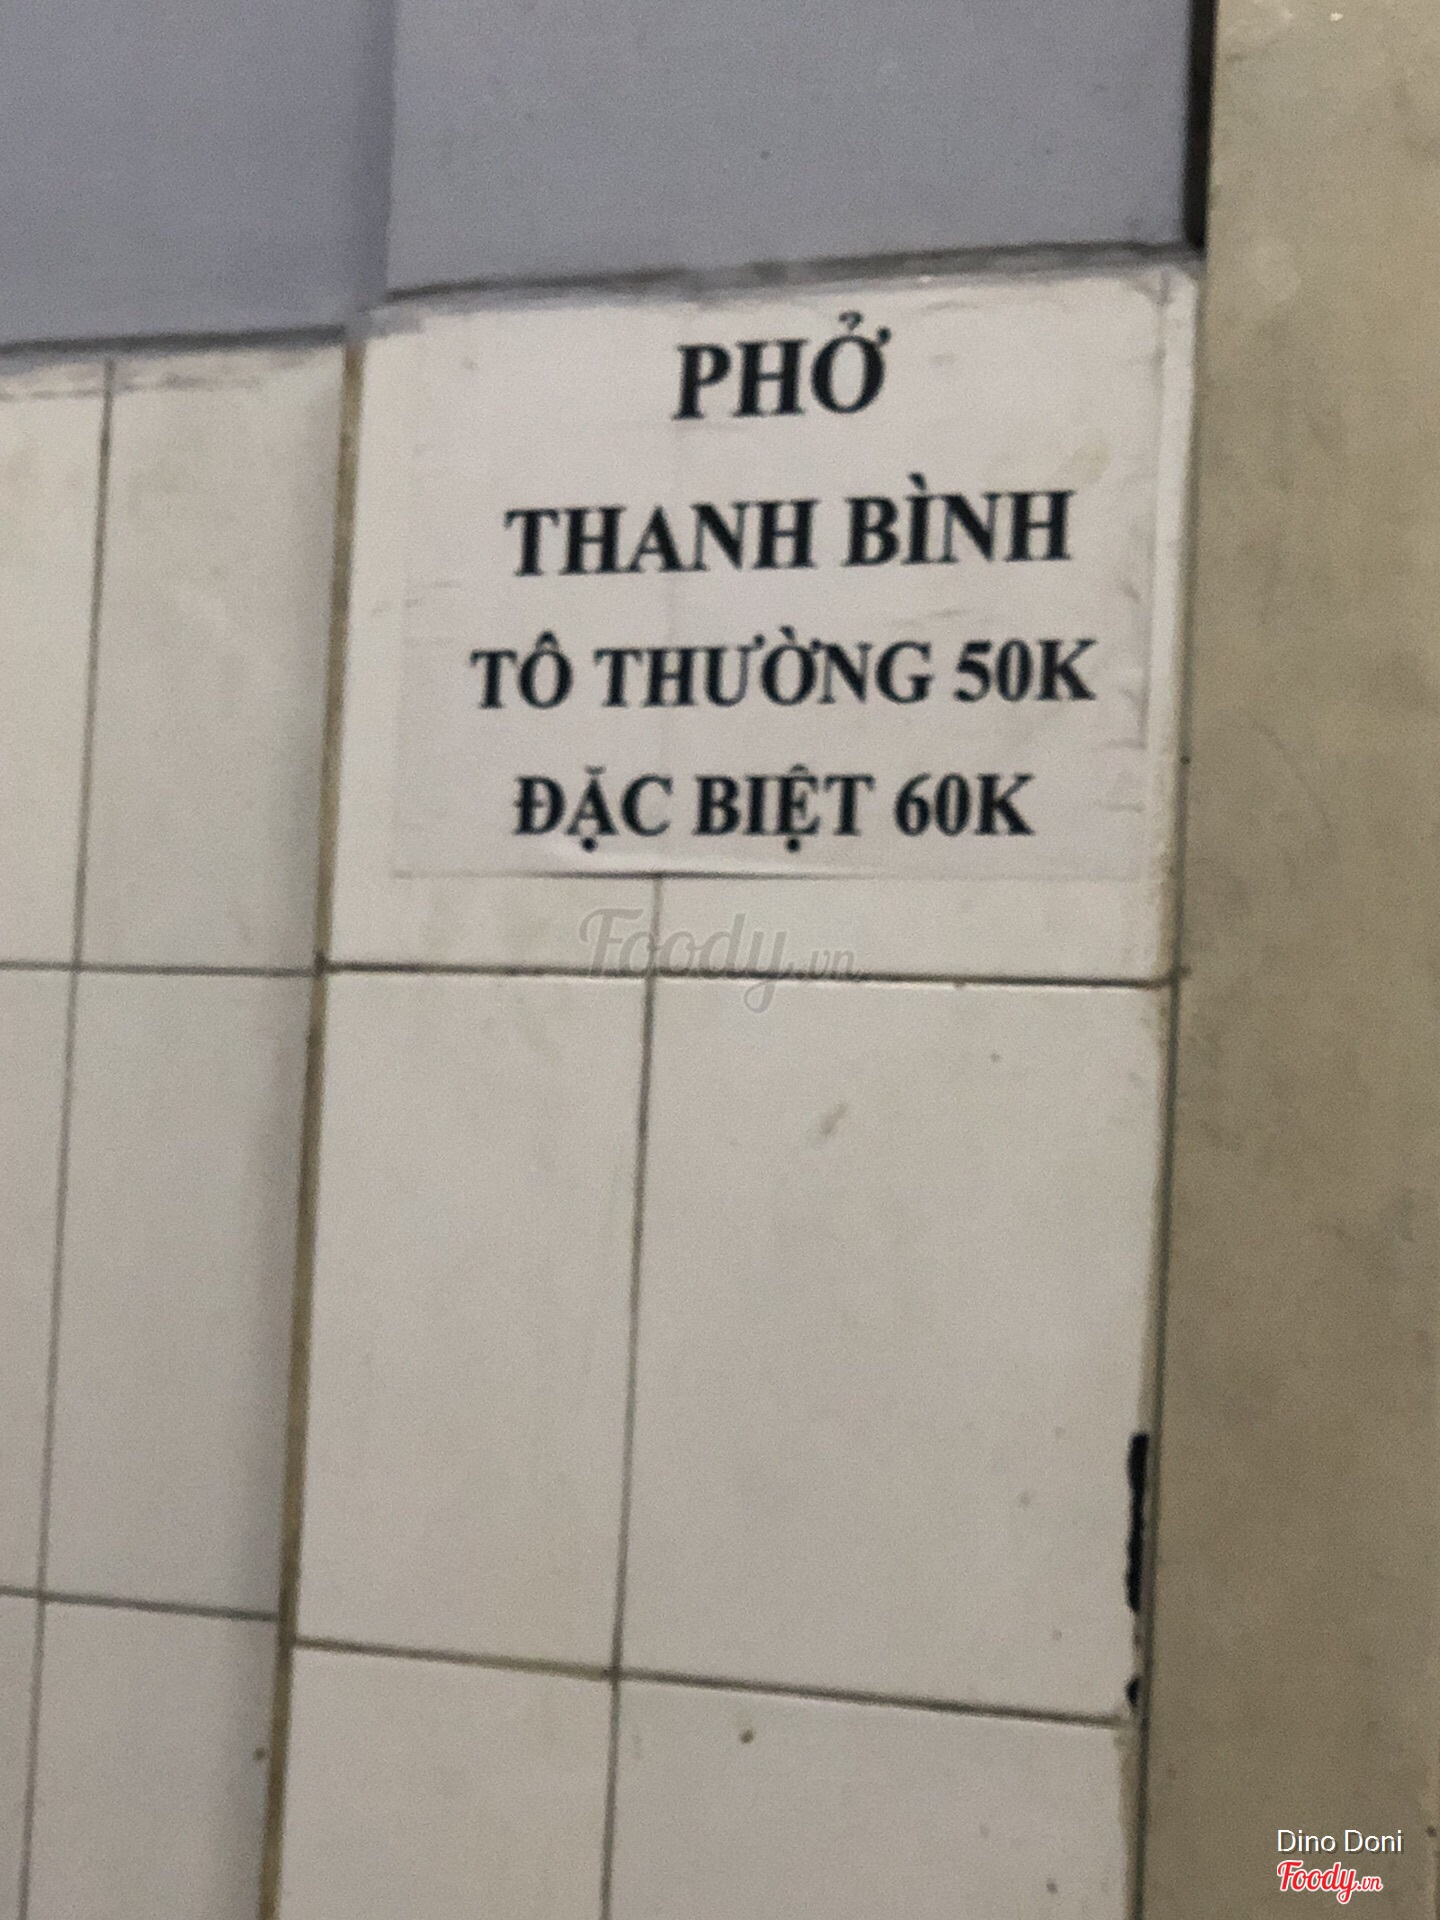 PHỞ
THANH BÌNH
TÔ THƯỜNG 50K
ĐẶC BIỆT 60K
Foody.vn
Dino Doni
Foody.vn